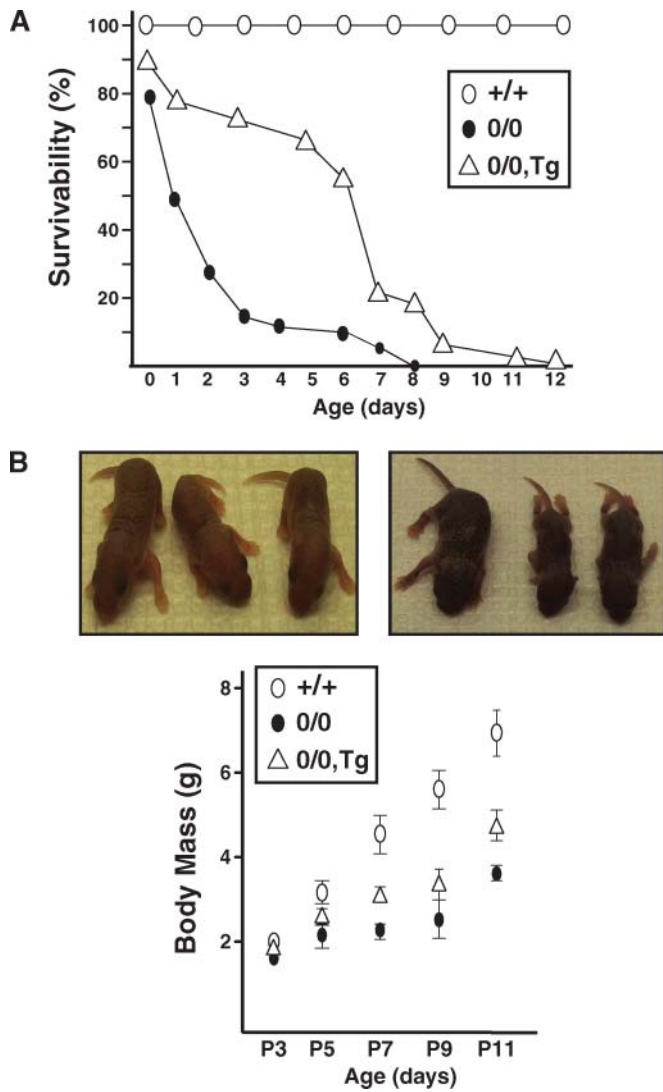 A
Survivability (%)
100
80
60
40
20
+/+
0/0
0/0,Tg
0 1 2 3 4 5 6 7 8 9 10 11 12
Age (days)
B
Body Mass (g)
8
6
4
2
+/+
0/0
0/0,Tg
P3 P5 P7 P9 P11
Age (days)